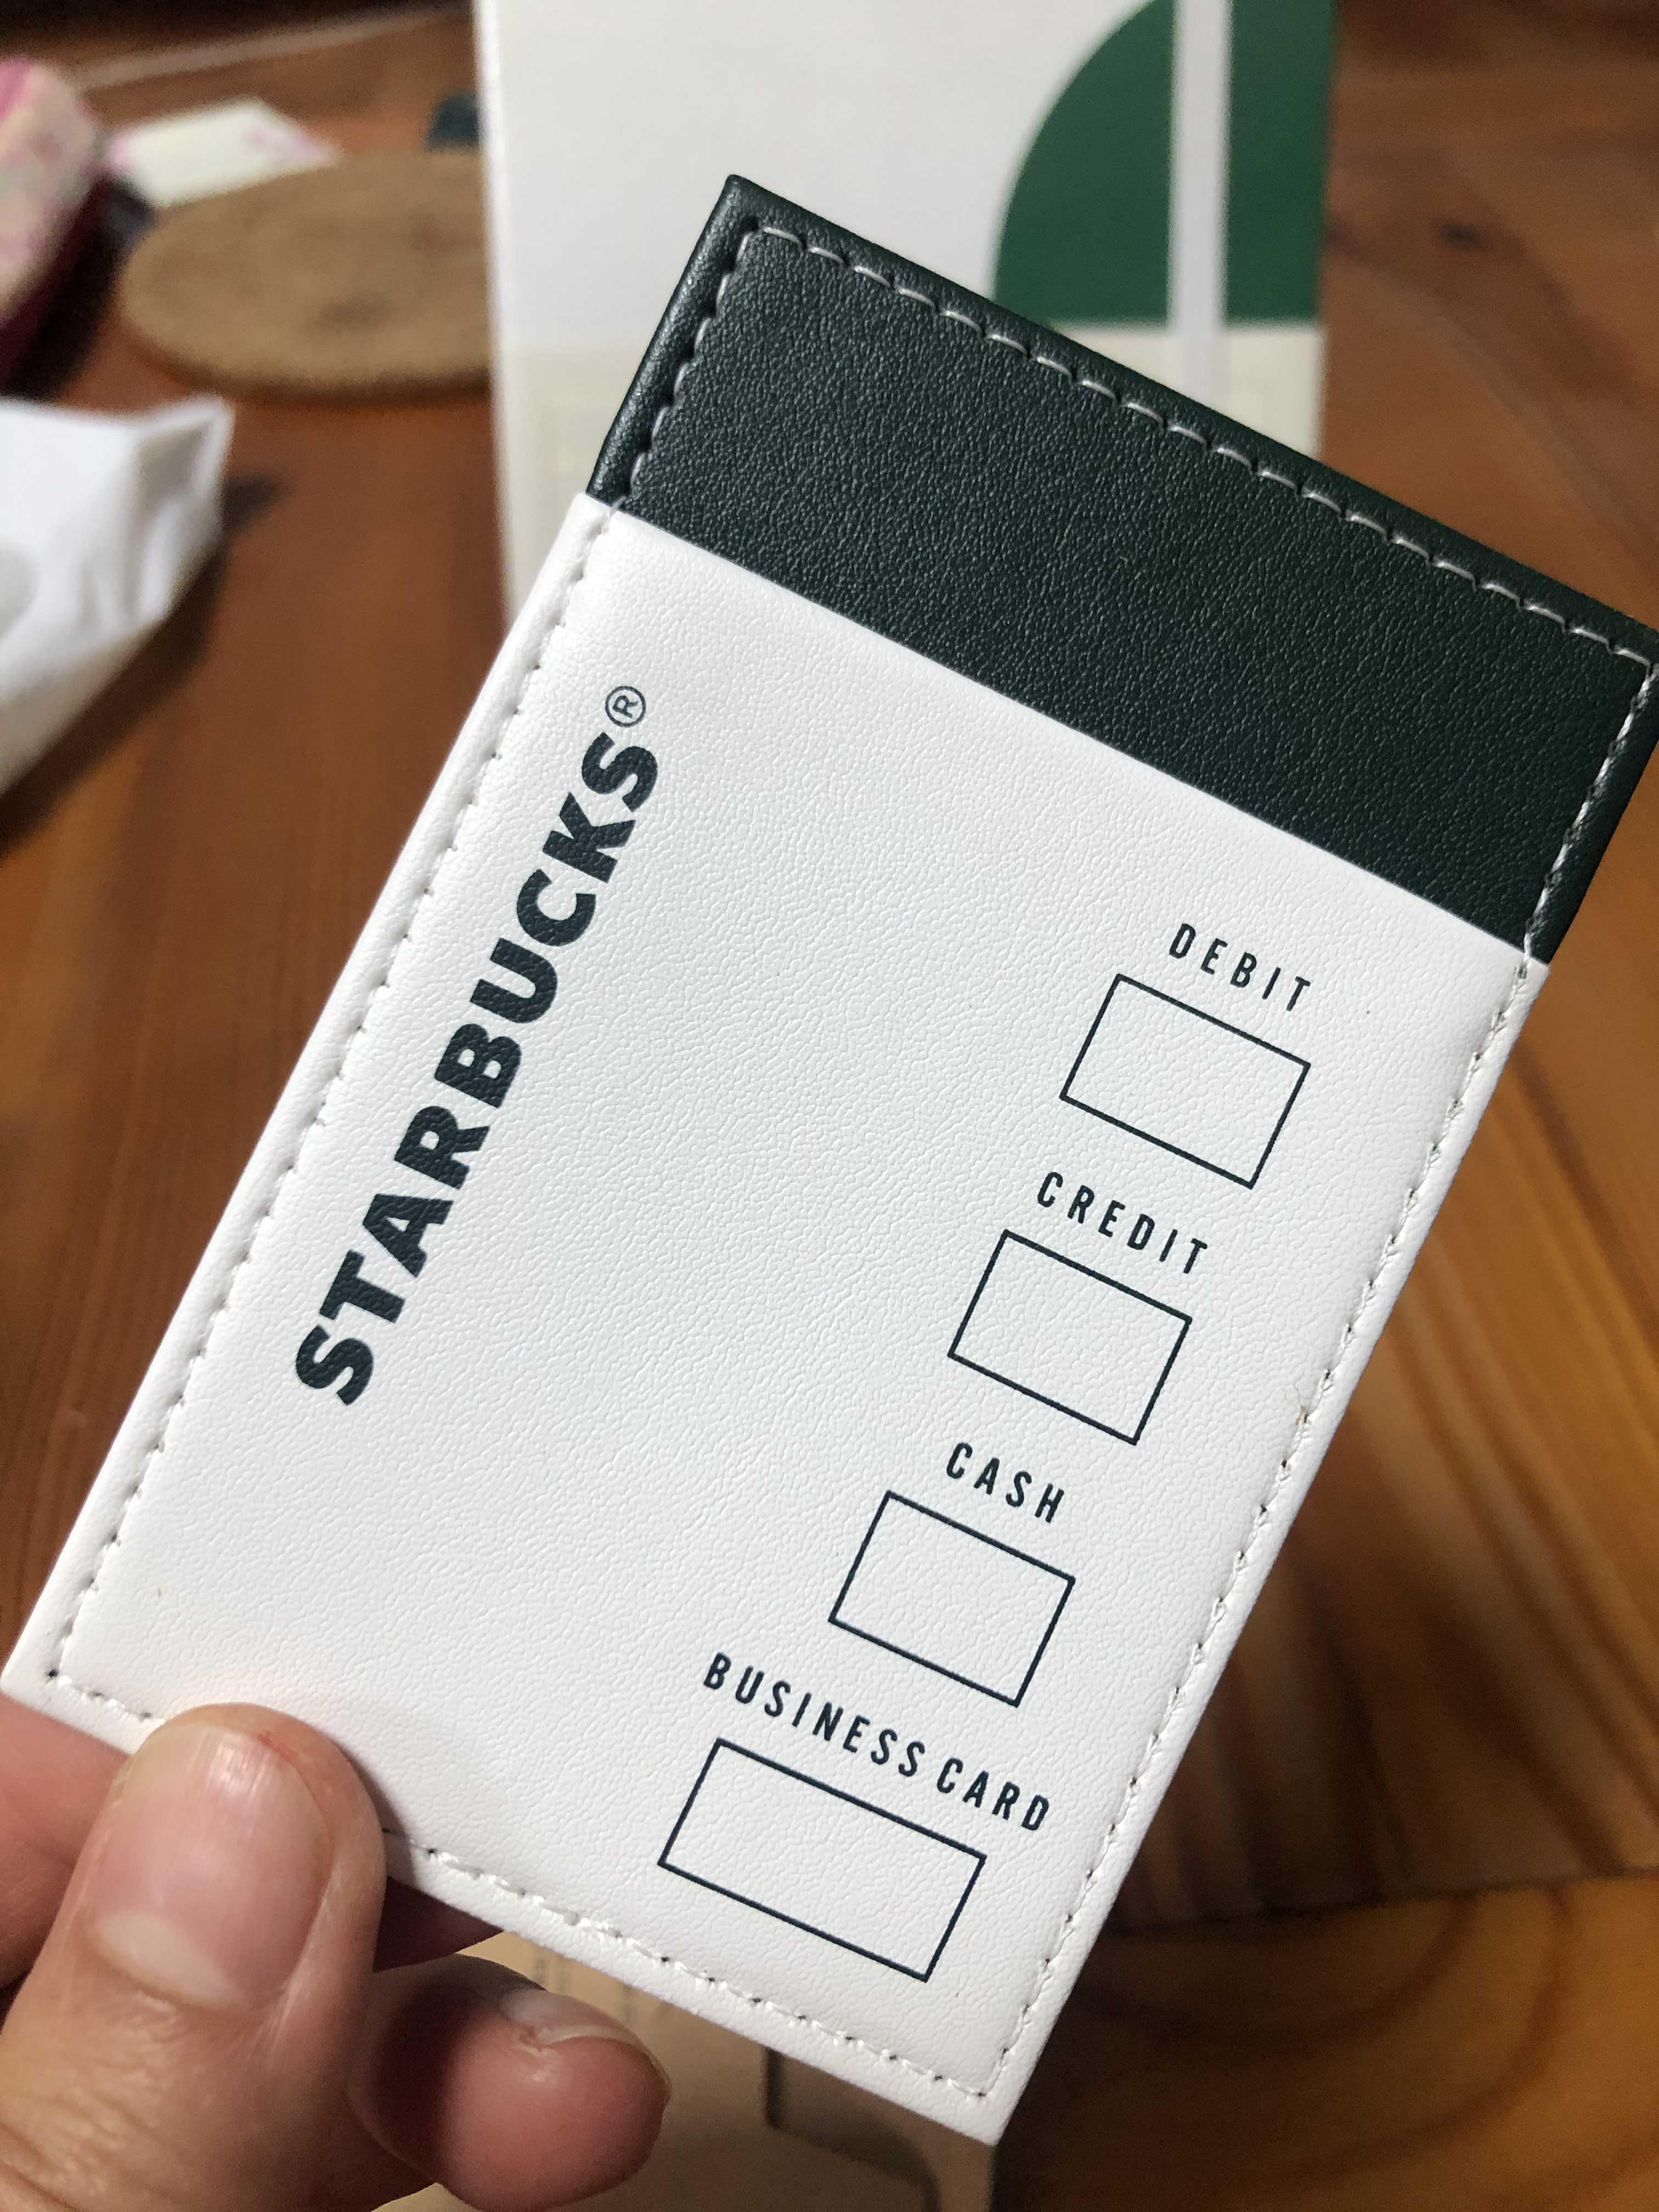 STARBUCKS®
DEBIT
CREDIT
CASH
BUSINESS CARD